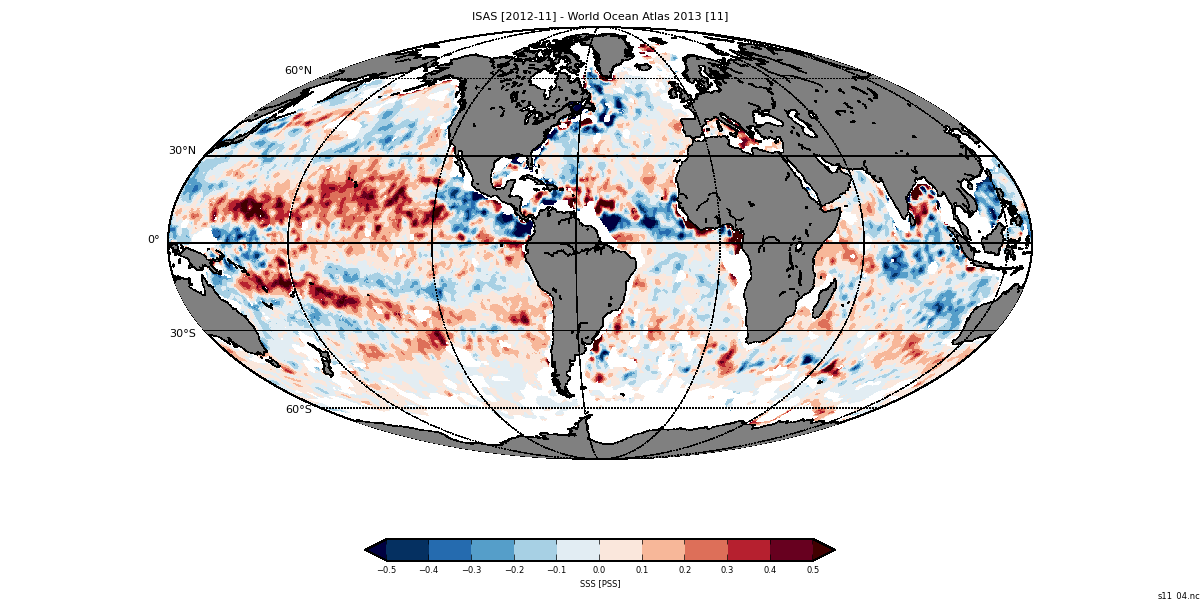 ISAS [2012-11] - World Ocean Atlas 2013 [11]
60°N
30°N
0°
30°S
60°S
−0.5 −0.4 −0.3 −0.2 −0.1 0.0 0.1 0.2 0.3 0.4 0.5
SSS [PSS]
s11_04.nc